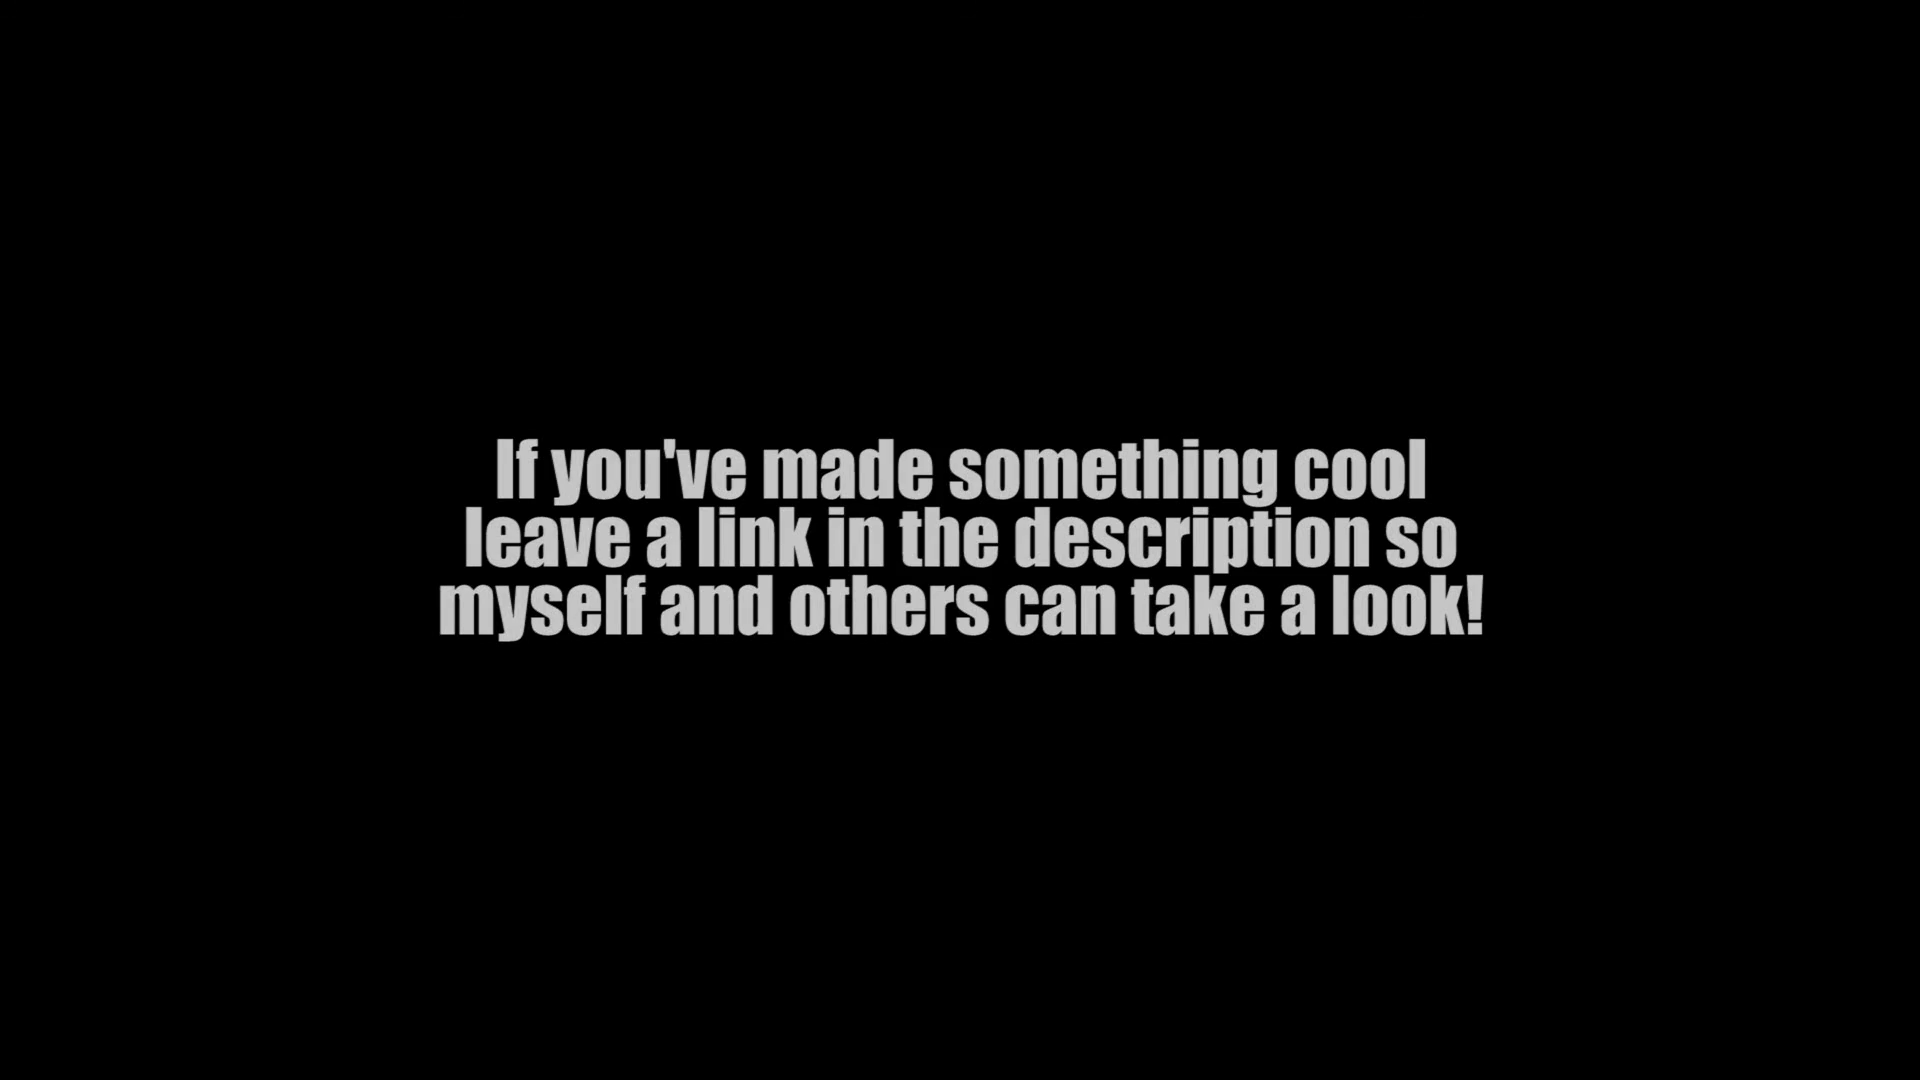 If you've made something cool
leave a link in the description so
myself and others can take a look!